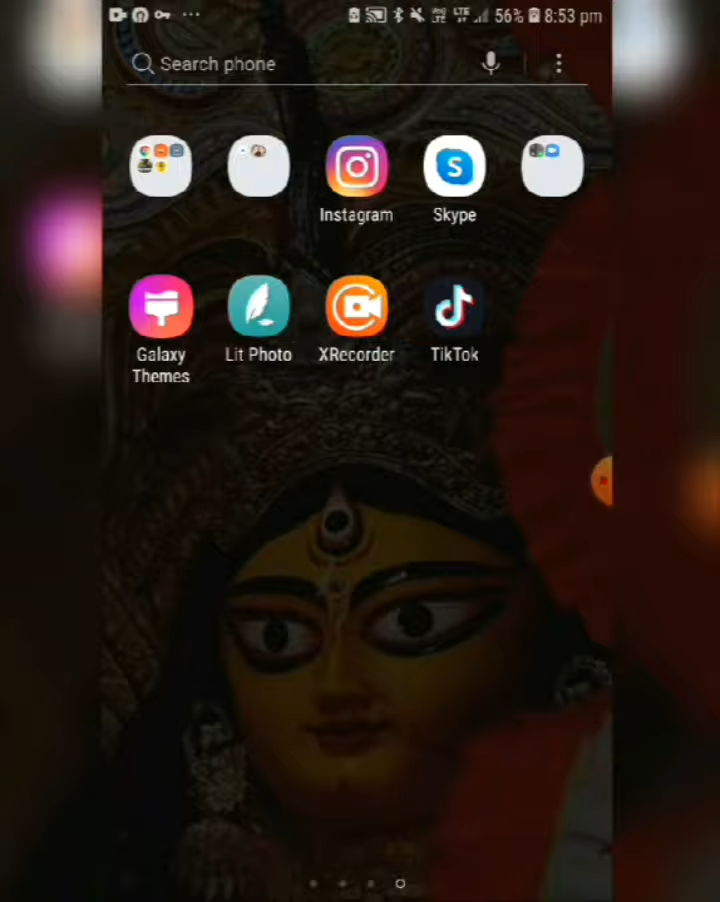 56% 8:53 pm
Search phone
Instagram
Skype
Galaxy
Themes
Lit Photo
XRecorder
TikTok